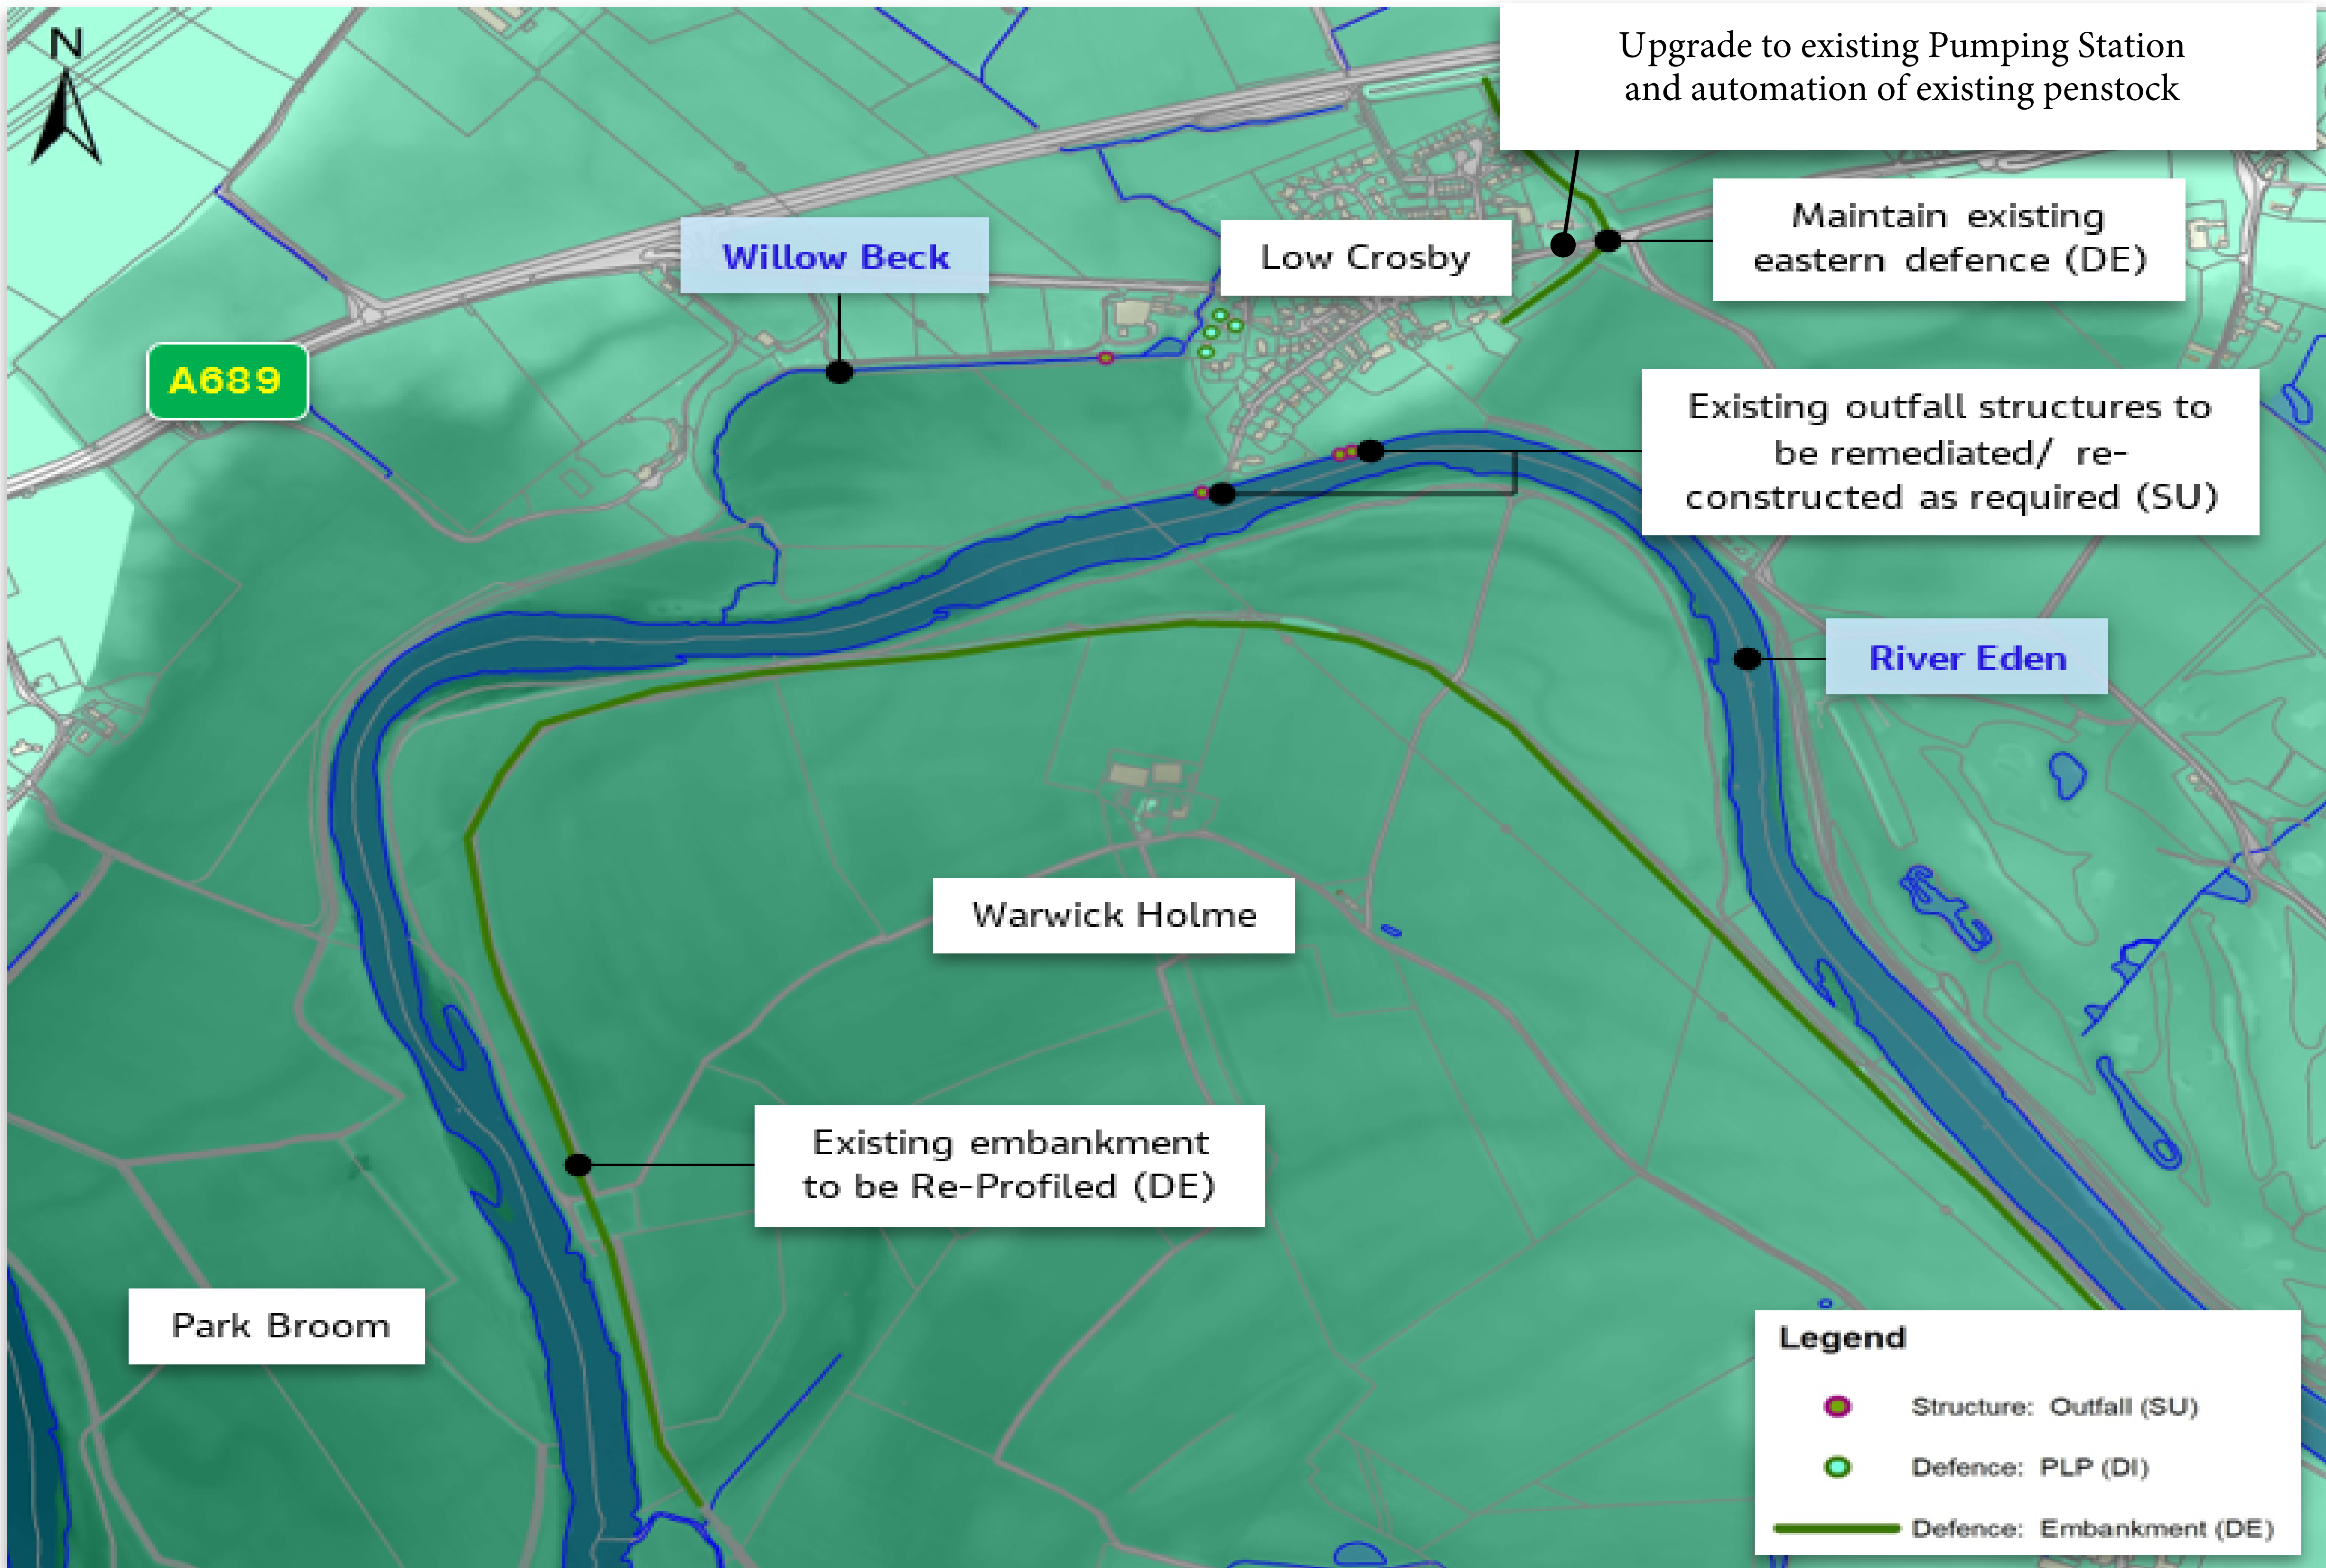 N
Upgrade to existing Pumping Station
and automation of existing penstock
Maintain existing
eastern defence (DE)
Willow Beck
Low Crosby
A689
Existing outfall structures to
be remediated/ re-
constructed as required (SU)
River Eden
Warwick Holme
Existing embankment
to be Re-Profiled (DE)
Park Broom
Legend
Structure: Outfall (SU)
Defence: PLP (DI)
Defence: Embankment (DE)